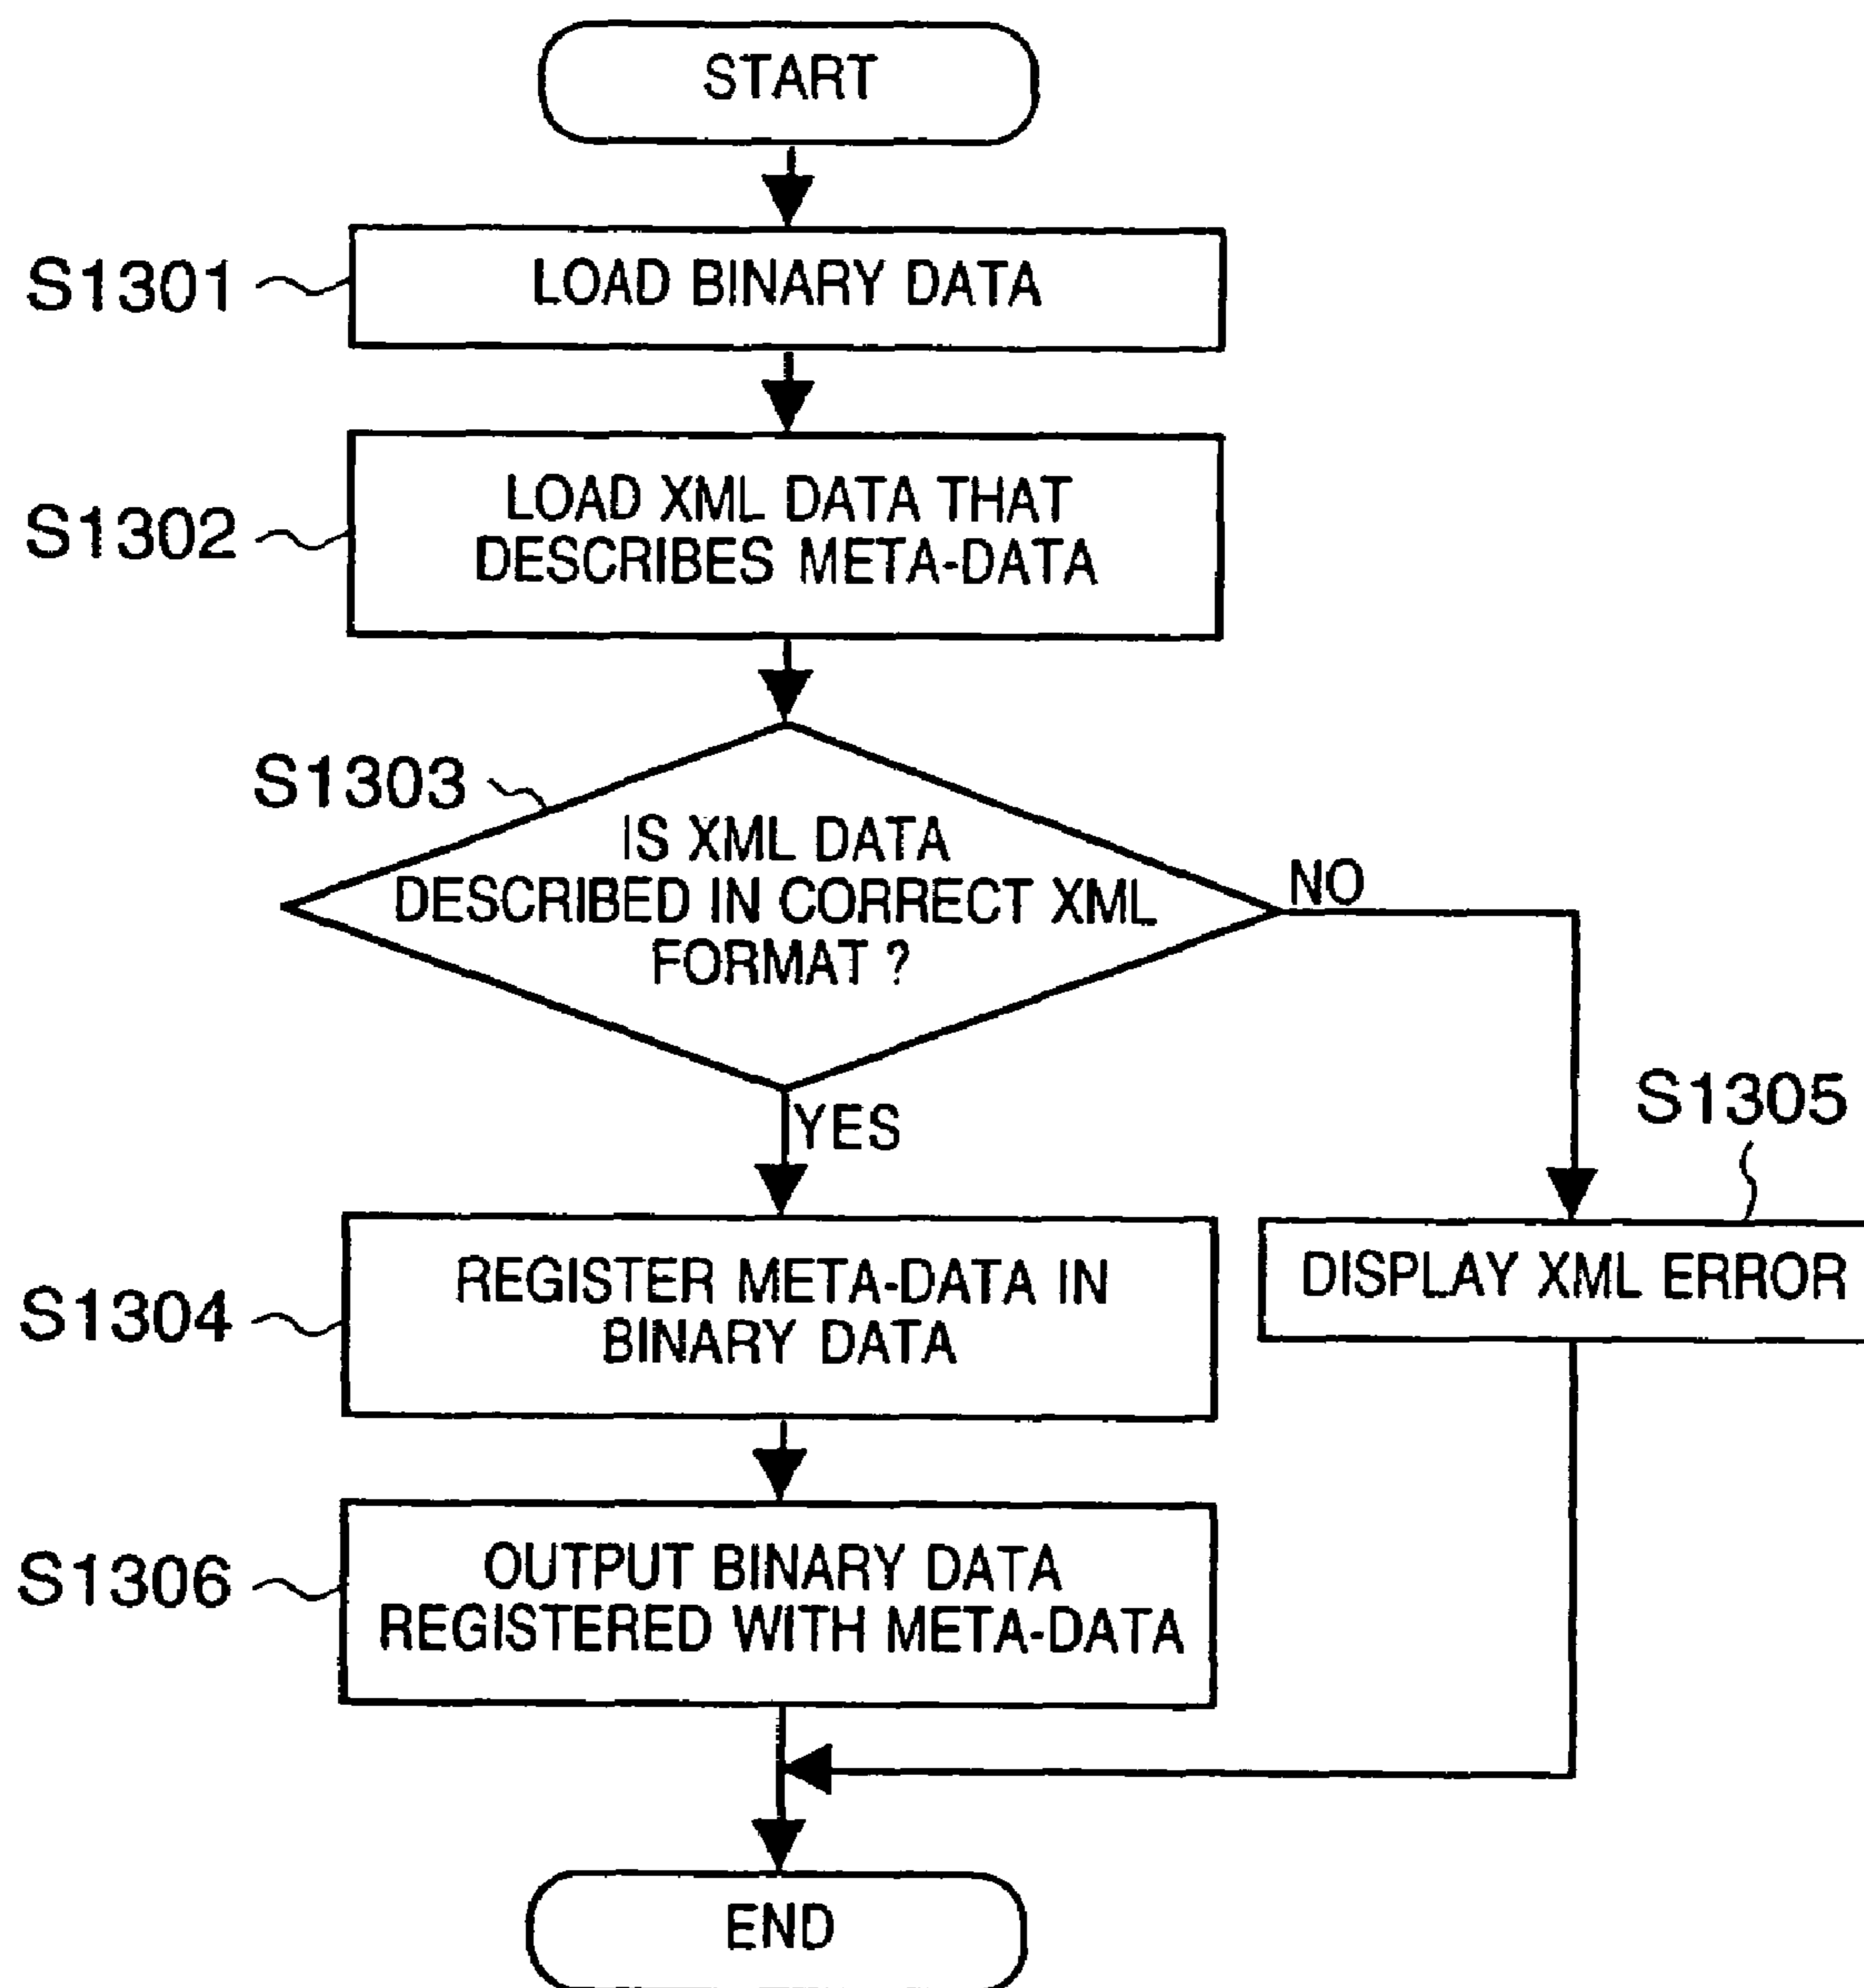 START
S1301
LOAD BINARY DATA
S1302
LOAD XML DATA THAT
DESCRIBES META-DATA
S1303
IS XML DATA
DESCRIBED IN CORRECT XML
FORMAT ?
NO
YES
S1305
DISPLAY XML ERROR
S1304
REGISTER META-DATA IN
BINARY DATA
S1306
OUTPUT BINARY DATA
REGISTERED WITH META-DATA
END